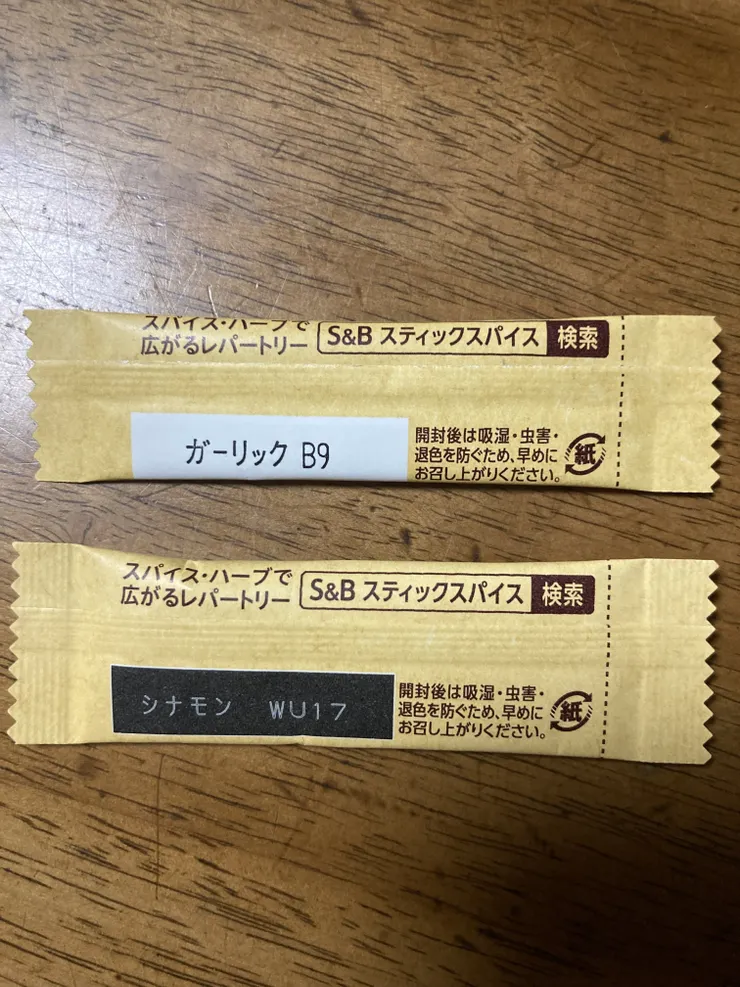 スパイス・ハーブで
広がるレパートリー
S&B スティックスパイス 検索
ガーリック B9
開封後は吸湿・虫害・
退色を防ぐため、早めに
お召し上がりください。
紙
スパイス・ハーブで
広がるレパートリー
S&B スティックスパイス 検索
シナモン WU17
開封後は吸湿・虫害・
退色を防ぐため、早めに
お召し上がりください。
紙